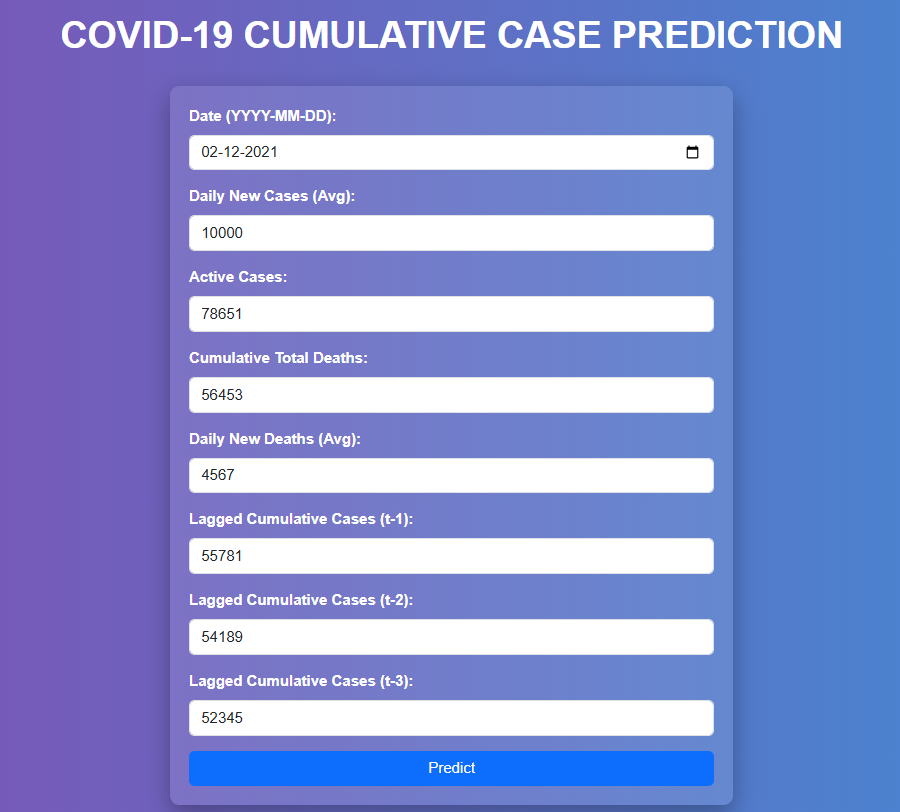 COVID-19 CUMULATIVE CASE PREDICTION
Date (YYYY-MM-DD):
02-12-2021
Daily New Cases (Avg):
10000
Active Cases:
78651
Cumulative Total Deaths:
56453
Daily New Deaths (Avg):
4567
Lagged Cumulative Cases (t-1):
55781
Lagged Cumulative Cases (t-2):
54189
Lagged Cumulative Cases (t-3):
52345
Predict